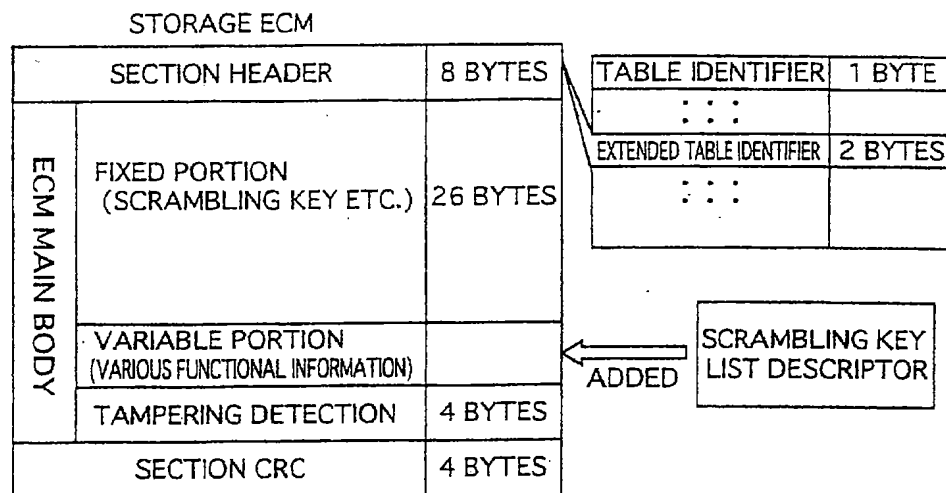 STORAGE ECM
SECTION HEADER 8 BYTES
ECM MAIN BODY
FIXED PORTION
(SCRAMBLING KEY ETC.) 26 BYTES
VARIABLE PORTION
(VARIOUS FUNCTIONAL INFORMATION)
TAMPERING DETECTION 4 BYTES
SECTION CRC 4 BYTES
TABLE IDENTIFIER 1 BYTE
: : :
EXTENDED TABLE IDENTIFIER 2 BYTES
: : :
ADDED
SCRAMBLING KEY
LIST DESCRIPTOR